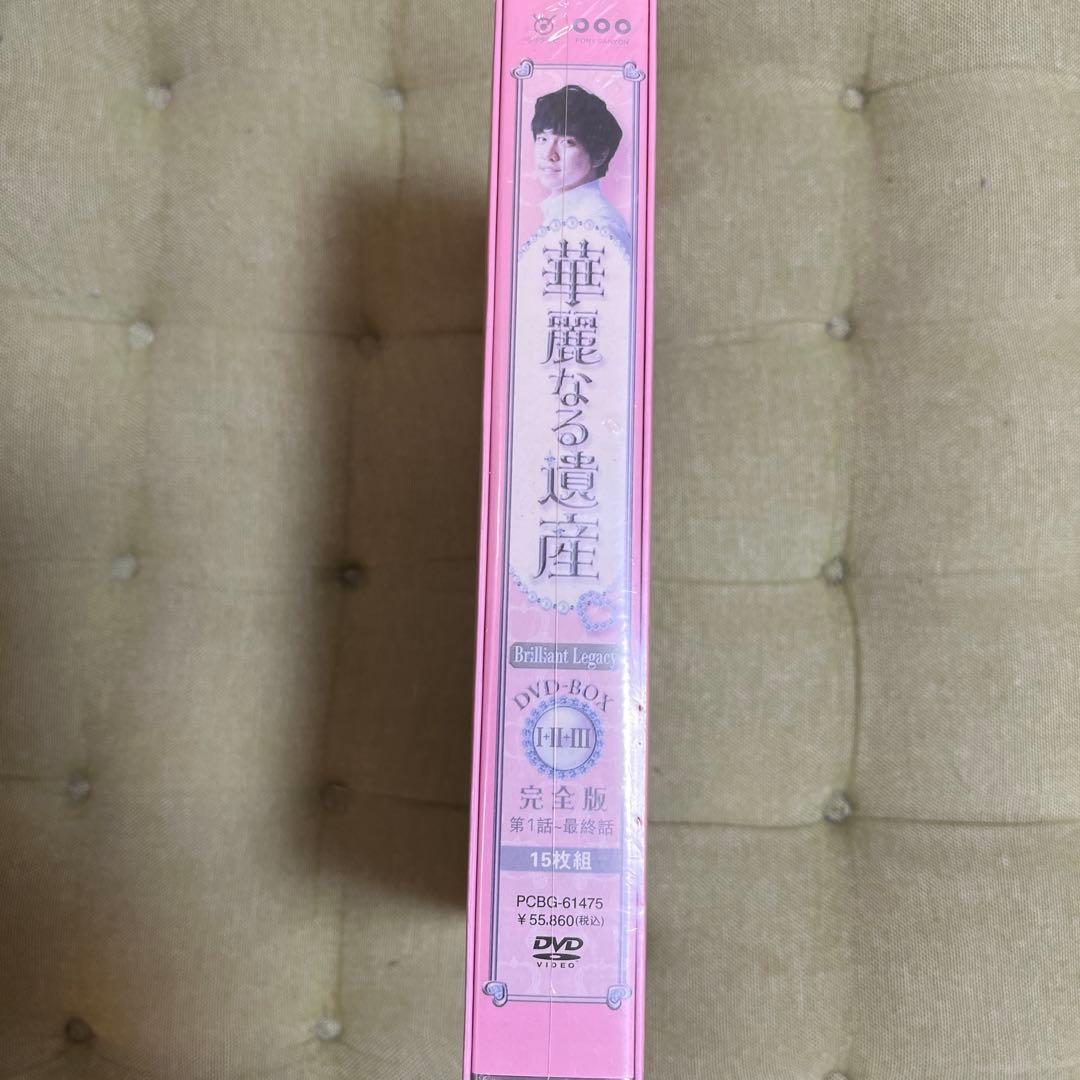 PONY CANYON
華麗なる遺産
Brilliant Legacy
DVD-BOX
I+II+III
完全版
第1話~最終話
15枚組
PCBG-61475
¥55,860(税込)
DVD
VIDEO